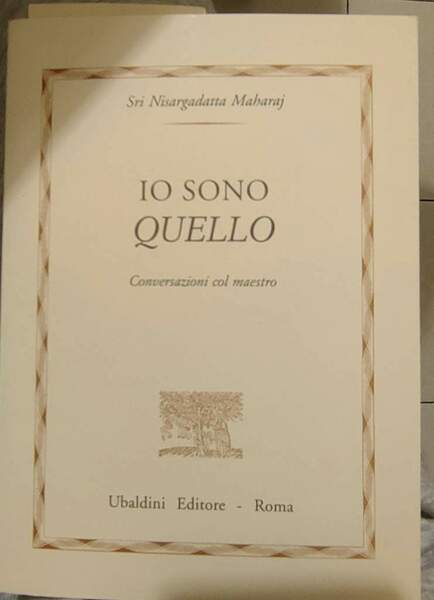 Sri Nisargadatta Maharaj
IO SONO
QUELLO
Conversazioni col maestro
Ubaldini Editore - Roma